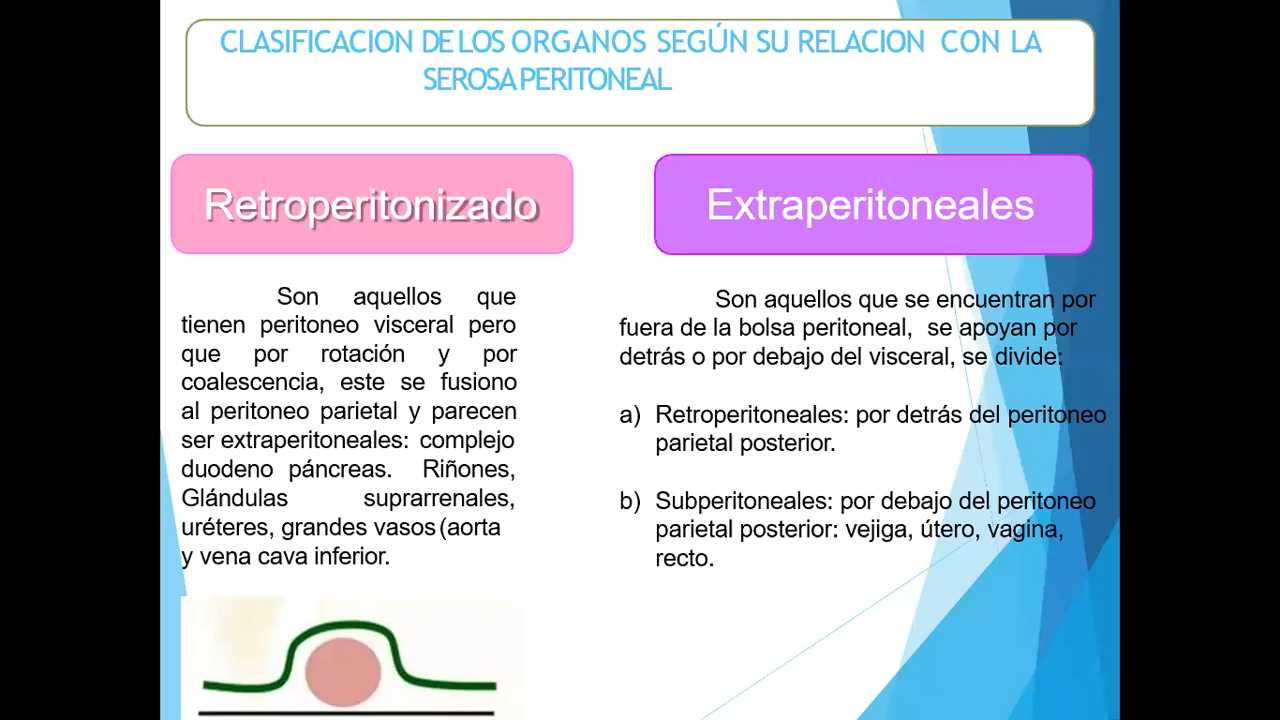 CLASIFICACION DE LOS ORGANOS SEGÚN SU RELACION CON LA
SEROSA PERITONEAL
Retroperitonizado
Son aquellos que
tienen peritoneo visceral pero
que por rotación y por
coalescencia, este se fusiono
al peritoneo parietal y parecen
ser extraperitoneales: complejo
duodeno páncreas. Riñones,
Glándulas suprarrenales,
uréteres, grandes vasos (aorta
y vena cava inferior.
Extraperitoneales
Son aquellos que se encuentran por
fuera de la bolsa peritoneal, se apoyan por
detrás o por debajo del visceral, se divide:
a) Retroperitoneales: por detrás del peritoneo
parietal posterior.
b) Subperitoneales: por debajo del peritoneo
parietal posterior: vejiga, útero, vagina,
recto.